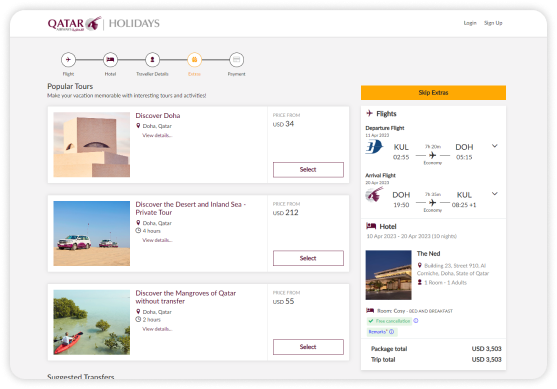 QATAR
AIRWAYS القطرية
HOLIDAYS
Login Sign Up
Flight Hotel Traveller Details Extras Payment
Popular Tours
Make your vacation memorable with interesting tours and activities!
Discover Doha
Doha, Qatar
View details...
PRICE FROM
USD 34
Select
Discover the Desert and Inland Sea -
Private Tour
Doha, Qatar
4 hours
View details...
PRICE FROM
USD 212
Select
Discover the Mangroves of Qatar
without transfer
Doha, Qatar
2 hours
View details...
PRICE FROM
USD 55
Select
Suggested Transfers
Skip Extras
Flights
Departure Flight
11 Apr 2023
KUL 7h 20m DOH
02:55 Economy 05:15
Arrival Flight
20 Apr 2023
DOH 7h 35m KUL
19:50 Economy 08:25 +1
Hotel
10 Apr 2023 - 20 Apr 2023 (10 nights)
The Ned
Building 23, Street 910, Al
Corniche, Doha, State of Qatar
1 Room - 1 Adults
Room: Cosy - BED AND BREAKFAST
Free cancellation
Remarks*
Package total USD 3,503
Trip total USD 3,503